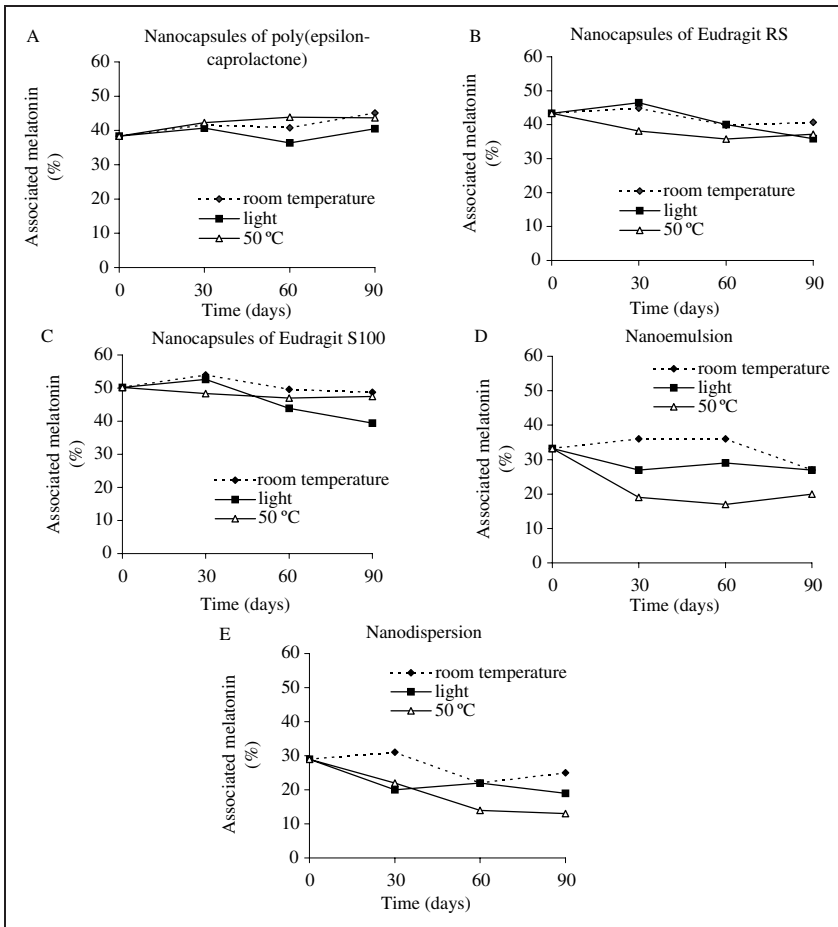 A
Nanocapsules of poly(epsilon-
caprolactone)
60
50
40
30
20
10
0
Associated melatonin
(%)
room temperature
light
50 ºC
0 30 60 90
Time (days)
B
Nanocapsules of Eudragit RS
60
50
40
30
20
10
0
Associated melatonin
(%)
room temperature
light
50 ºC
0 30 60 90
Time (days)
C
Nanocapsules of Eudragit S100
60
50
40
30
20
10
0
Associated melatonin
(%)
room temperature
light
50 ºC
0 30 60 90
Time (days)
D
Nanoemulsion
60
50
40
30
20
10
0
Associated melatonin
(%)
room temperature
light
50 ºC
0 30 60 90
Time (days)
E
Nanodispersion
60
50
40
30
20
10
0
Associated melatonin
(%)
room temperature
light
50 ºC
0 30 60 90
Time (days)